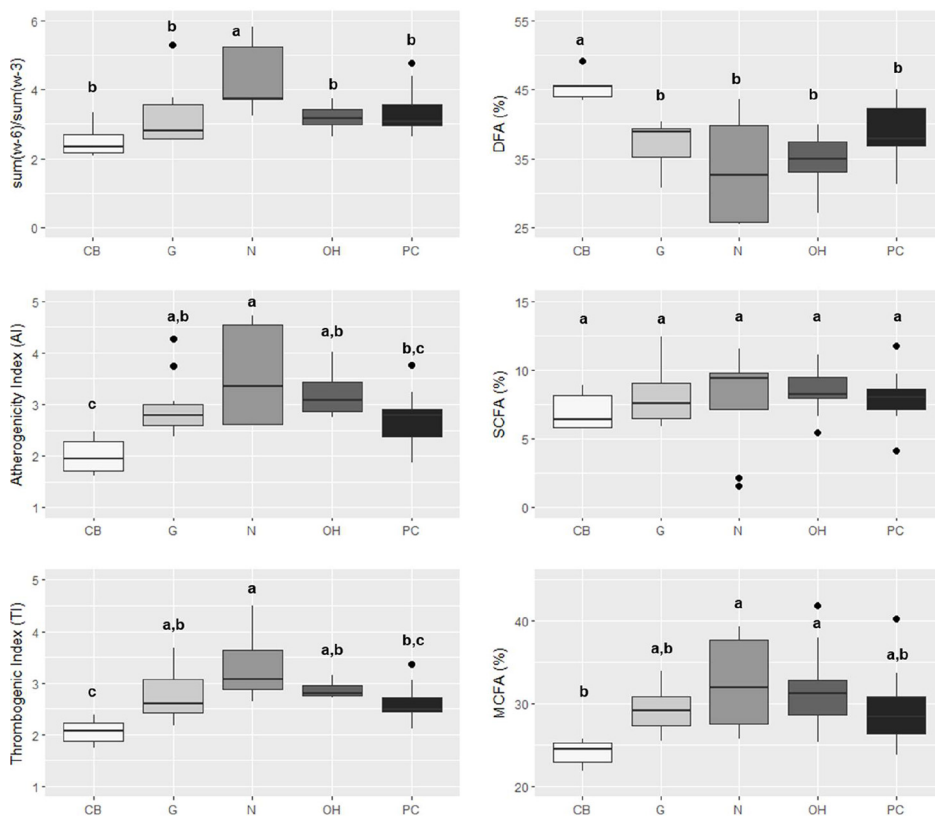 sum(w-6)/sum(w-3)
6
4
2
0
b
b
a
b
b
CB
G
N
OH
PC
DFA (%)
55
45
35
25
a
b
b
b
b
CB
G
N
OH
PC
Atherogenicity Index (AI)
5
4
3
2
1
c
a,b
a
a,b
b,c
CB
G
N
OH
PC
SCFA (%)
15
10
5
0
a
a
a
a
a
CB
G
N
OH
PC
Thrombogenic Index (TI)
5
4
3
2
1
c
a,b
a
a,b
b,c
CB
G
N
OH
PC
MCFA (%)
40
30
20
b
a,b
a
a
a,b
CB
G
N
OH
PC